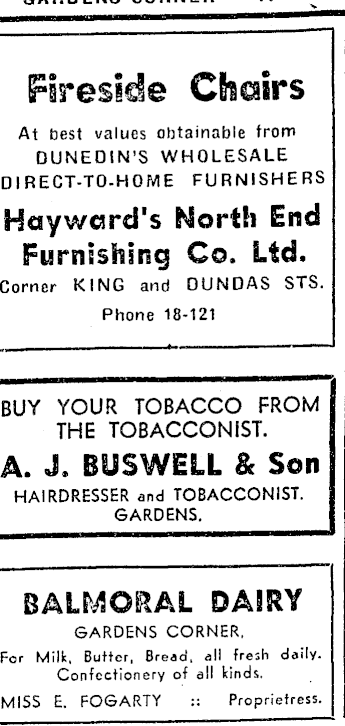 GARDENS CORNER
Fireside Chairs
At best values obtainable from
DUNEDIN'S WHOLESALE
DIRECT-TO-HOME FURNISHERS
Hayward's North End
Furnishing Co. Ltd.
Corner KING and DUNDAS STS.
Phone 18-121
BUY YOUR TOBACCO FROM
THE TOBACCONIST.
A. J. BUSWELL & Son
HAIRDRESSER and TOBACCONIST.
GARDENS.
BALMORAL DAIRY
GARDENS CORNER,
For Milk, Butter, Bread, all fresh daily.
Confectionery of all kinds.
MISS E. FOGARTY :: Proprietress.